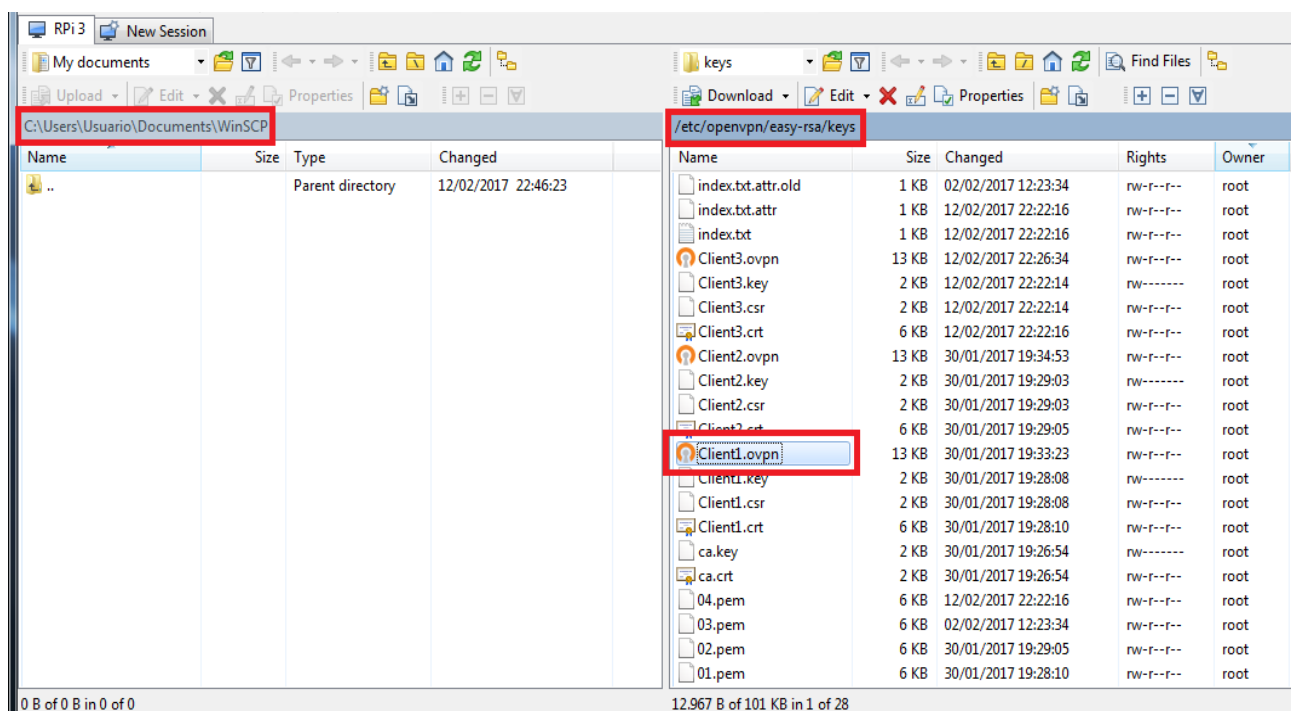 RPi 3 New Session
My documents keys Find Files
Upload Edit Properties Download Edit Properties
C:\Users\Usuario\Documents\WinSCP /etc/openvpn/easy-rsa/keys
Name Size Type Changed Name Size Changed Rights Owner
.. Parent directory 12/02/2017 22:46:23 index.txt.attr.old 1 KB 02/02/2017 12:23:34 rw-r--r-- root
index.txt.attr 1 KB 12/02/2017 22:22:16 rw-r--r-- root
index.txt 1 KB 12/02/2017 22:22:16 rw-r--r-- root
Client3.ovpn 13 KB 12/02/2017 22:26:34 rw-r--r-- root
Client3.key 2 KB 12/02/2017 22:22:14 rw------- root
Client3.csr 2 KB 12/02/2017 22:22:14 rw-r--r-- root
Client3.crt 6 KB 12/02/2017 22:22:16 rw-r--r-- root
Client2.ovpn 13 KB 30/01/2017 19:34:53 rw-r--r-- root
Client2.key 2 KB 30/01/2017 19:29:03 rw------- root
Client2.csr 2 KB 30/01/2017 19:29:03 rw-r--r-- root
Client2.crt 6 KB 30/01/2017 19:29:05 rw-r--r-- root
Client1.ovpn 13 KB 30/01/2017 19:33:23 rw-r--r-- root
Client1.key 2 KB 30/01/2017 19:28:08 rw------- root
Client1.csr 2 KB 30/01/2017 19:28:08 rw-r--r-- root
Client1.crt 6 KB 30/01/2017 19:28:10 rw-r--r-- root
ca.key 2 KB 30/01/2017 19:26:54 rw------- root
ca.crt 2 KB 30/01/2017 19:26:54 rw-r--r-- root
04.pem 6 KB 12/02/2017 22:22:16 rw-r--r-- root
03.pem 6 KB 02/02/2017 12:23:34 rw-r--r-- root
02.pem 6 KB 30/01/2017 19:29:05 rw-r--r-- root
01.pem 6 KB 30/01/2017 19:28:10 rw-r--r-- root
0 B of 0 B in 0 of 0 12.967 B of 101 KB in 1 of 28